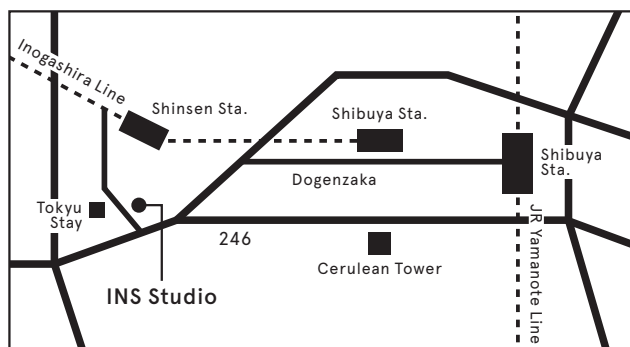 Inogashira Line
Shinsen Sta.
Shibuya Sta.
Shibuya
Sta.
Dogenzaka
Tokyu
Stay
246
JR Yamanote Line
Cerulean Tower
INS Studio